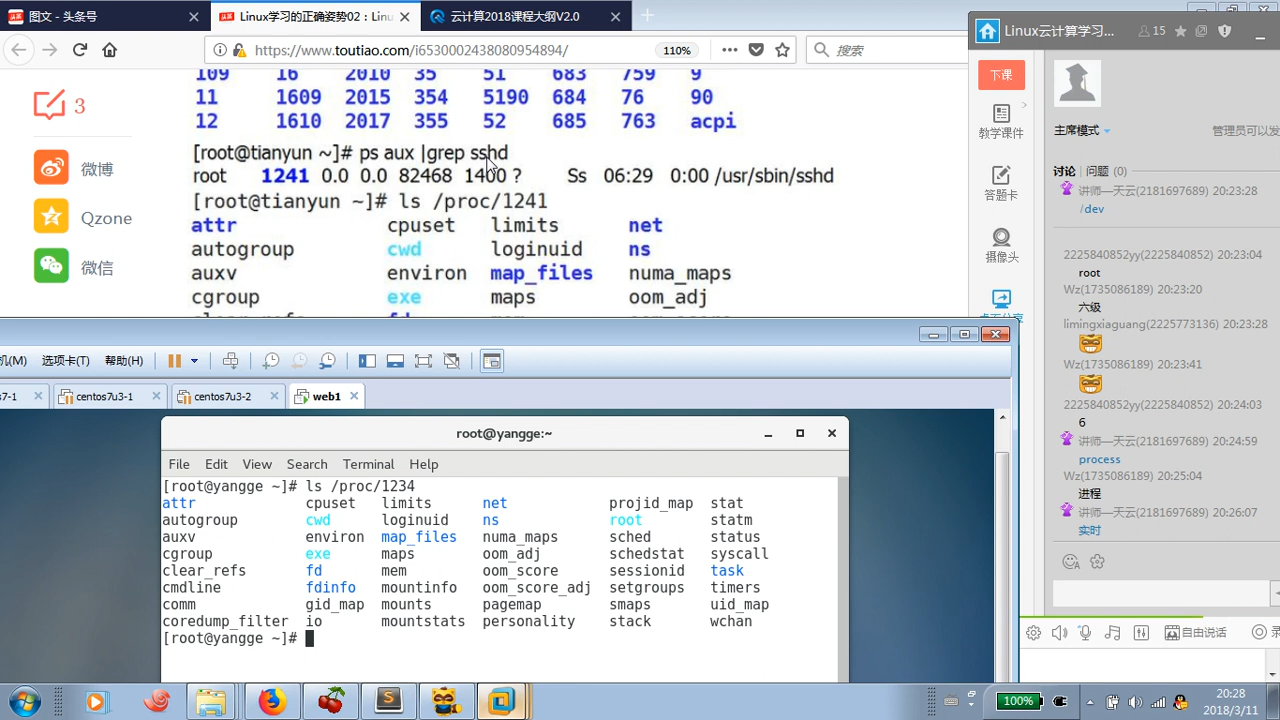 图文 - 头条号
Linux学习的正确姿势02：Linu
云计算2018课程大纲V2.0
https://www.toutiao.com/i6530002438080954894/
110%
搜索
3
微博
Qzone
微信
109 16 2010 35 51 683 759 9
11 1609 2015 354 5190 684 76 90
12 1610 2017 355 52 685 763 acpi
[root@tianyun ~]# ps aux |grep sshd
root 1241 0.0 0.0 82468 1400 ? Ss 06:29 0:00 /usr/sbin/sshd
[root@tianyun ~]# ls /proc/1241
attr cpuset limits net
autogroup cwd loginuid ns
auxv environ map_files numa_maps
cgroup exe maps oom_adj
机(M) 选项卡(T) 帮助(H)
s7-1 centos7u3-1 centos7u3-2 web1
root@yangge:~
File Edit View Search Terminal Help
[root@yangge ~]# ls /proc/1234
attr cpuset limits net projid_map stat
autogroup cwd loginuid ns root statm
auxv environ map_files numa_maps sched status
cgroup exe maps oom_adj schedstat syscall
clear_refs fd mem oom_score sessionid task
cmdline fdinfo mountinfo oom_score_adj setgroups timers
comm gid_map mounts pagemap smaps uid_map
coredump_filter io mountstats personality stack wchan
[root@yangge ~]#
Linux云计算学习...
15
下课
教学课件
答题卡
摄像头
主席模式
管理员可以发
讨论 问题 (0)
讲师—天云(2181697689) 20:23:28
/dev
2225840852yy(2225840852) 20:23:04
root
Wz(1735086189) 20:23:20
六级
limingxiaguang(2225773136) 20:23:28
Wz(1735086189) 20:23:41
2225840852yy(2225840852) 20:24:03
6
讲师—天云(2181697689) 20:24:59
process
Wz(1735086189) 20:25:04
进程
讲师—天云(2181697689) 20:26:07
实时
自由说话
100%
20:28
2018/3/11